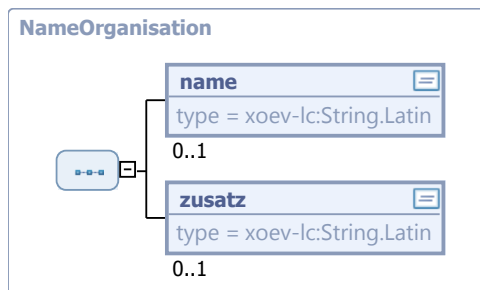 NameOrganisation
name
type = xoev-lc:String.Latin
0..1
zusatz
type = xoev-lc:String.Latin
0..1